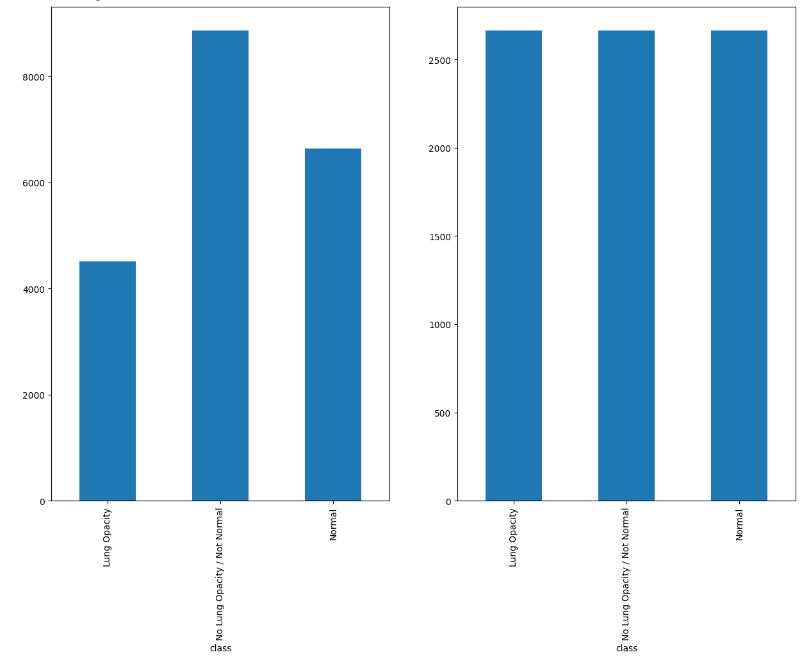 8000
6000
4000
2000
0
Lung Opacity
No Lung Opacity / Not Normal
Normal
class
2500
2000
1500
1000
500
0
Lung Opacity
No Lung Opacity / Not Normal
Normal
class